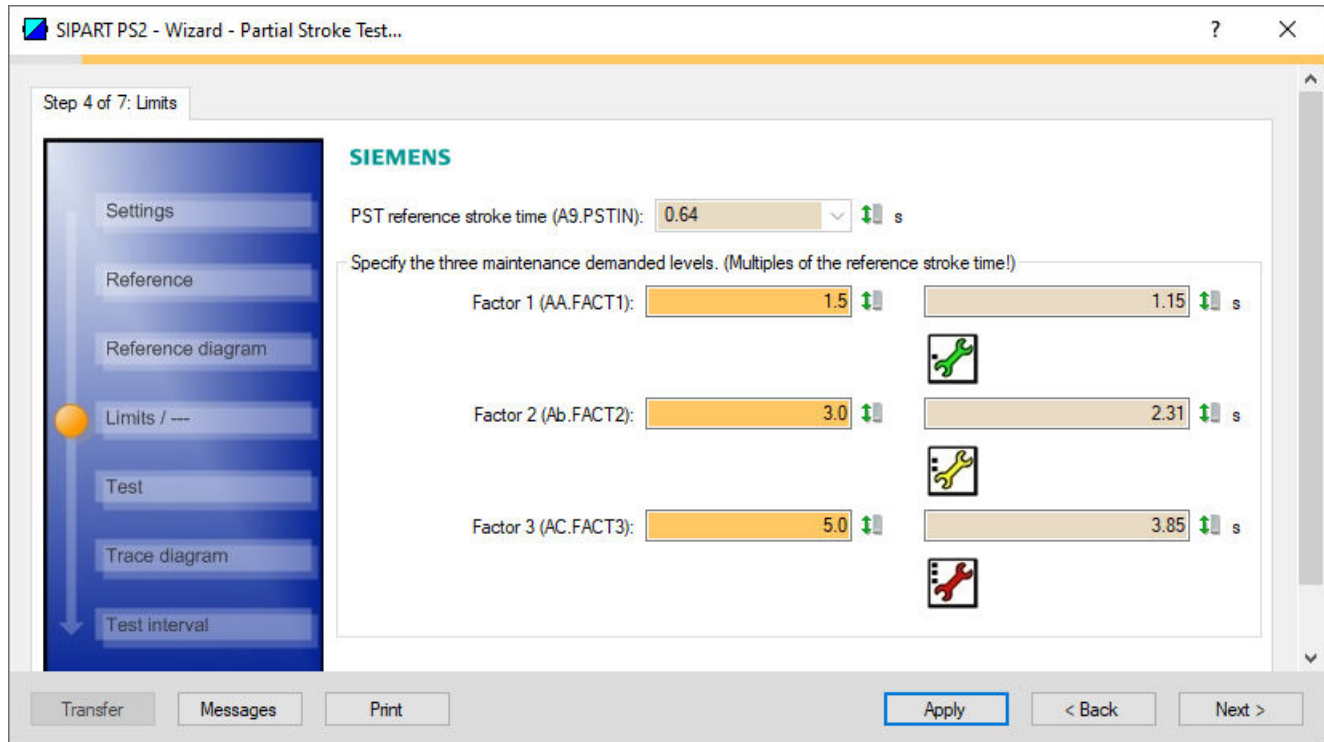 SIPART PS2 - Wizard - Partial Stroke Test...
?
Step 4 of 7: Limits
SIEMENS
Settings
Reference
Reference diagram
Limits / ---
Test
Trace diagram
Test interval
PST reference stroke time (A9.PSTIN): 0.64 s
Specify the three maintenance demanded levels. (Multiples of the reference stroke time!)
Factor 1 (AA.FACT1): 1.5 1.15 s
Factor 2 (Ab.FACT2): 3.0 2.31 s
Factor 3 (AC.FACT3): 5.0 3.85 s
Transfer Messages Print Apply < Back Next >